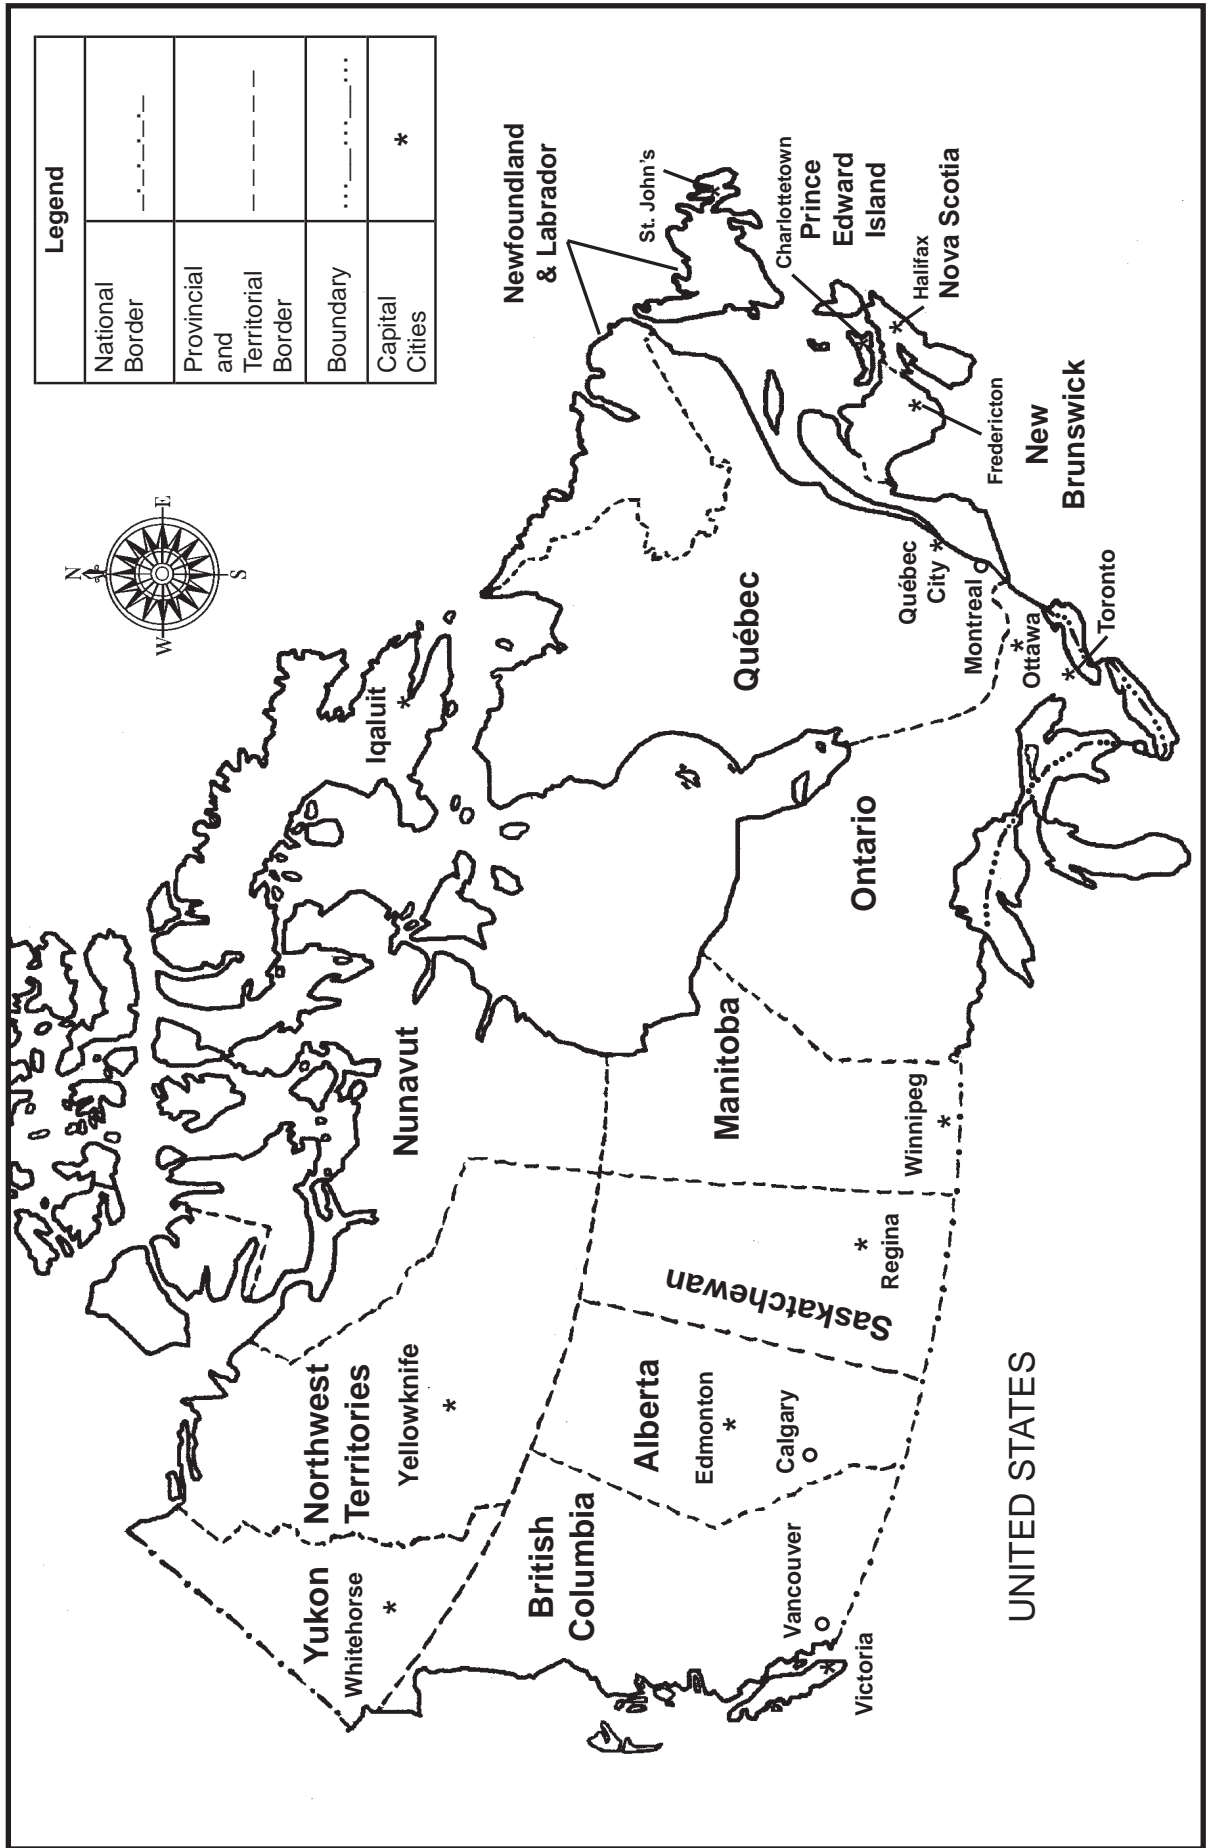 Legend
National
Border
Provincial
and
Territorial
Border
Boundary
Capital
Cities
*
N
E
S
W
Yukon
Whitehorse
Northwest
Territories
Yellowknife
Nunavut
Iqaluit
British
Columbia
Vancouver
Victoria
Alberta
Edmonton
Calgary
Saskatchewan
Regina
Manitoba
Winnipeg
Ontario
Ottawa
Toronto
Québec
Québec
City
Montreal
Newfoundland
& Labrador
St. John's
Charlottetown
Prince
Edward
Island
Halifax
Nova Scotia
Fredericton
New
Brunswick
UNITED STATES